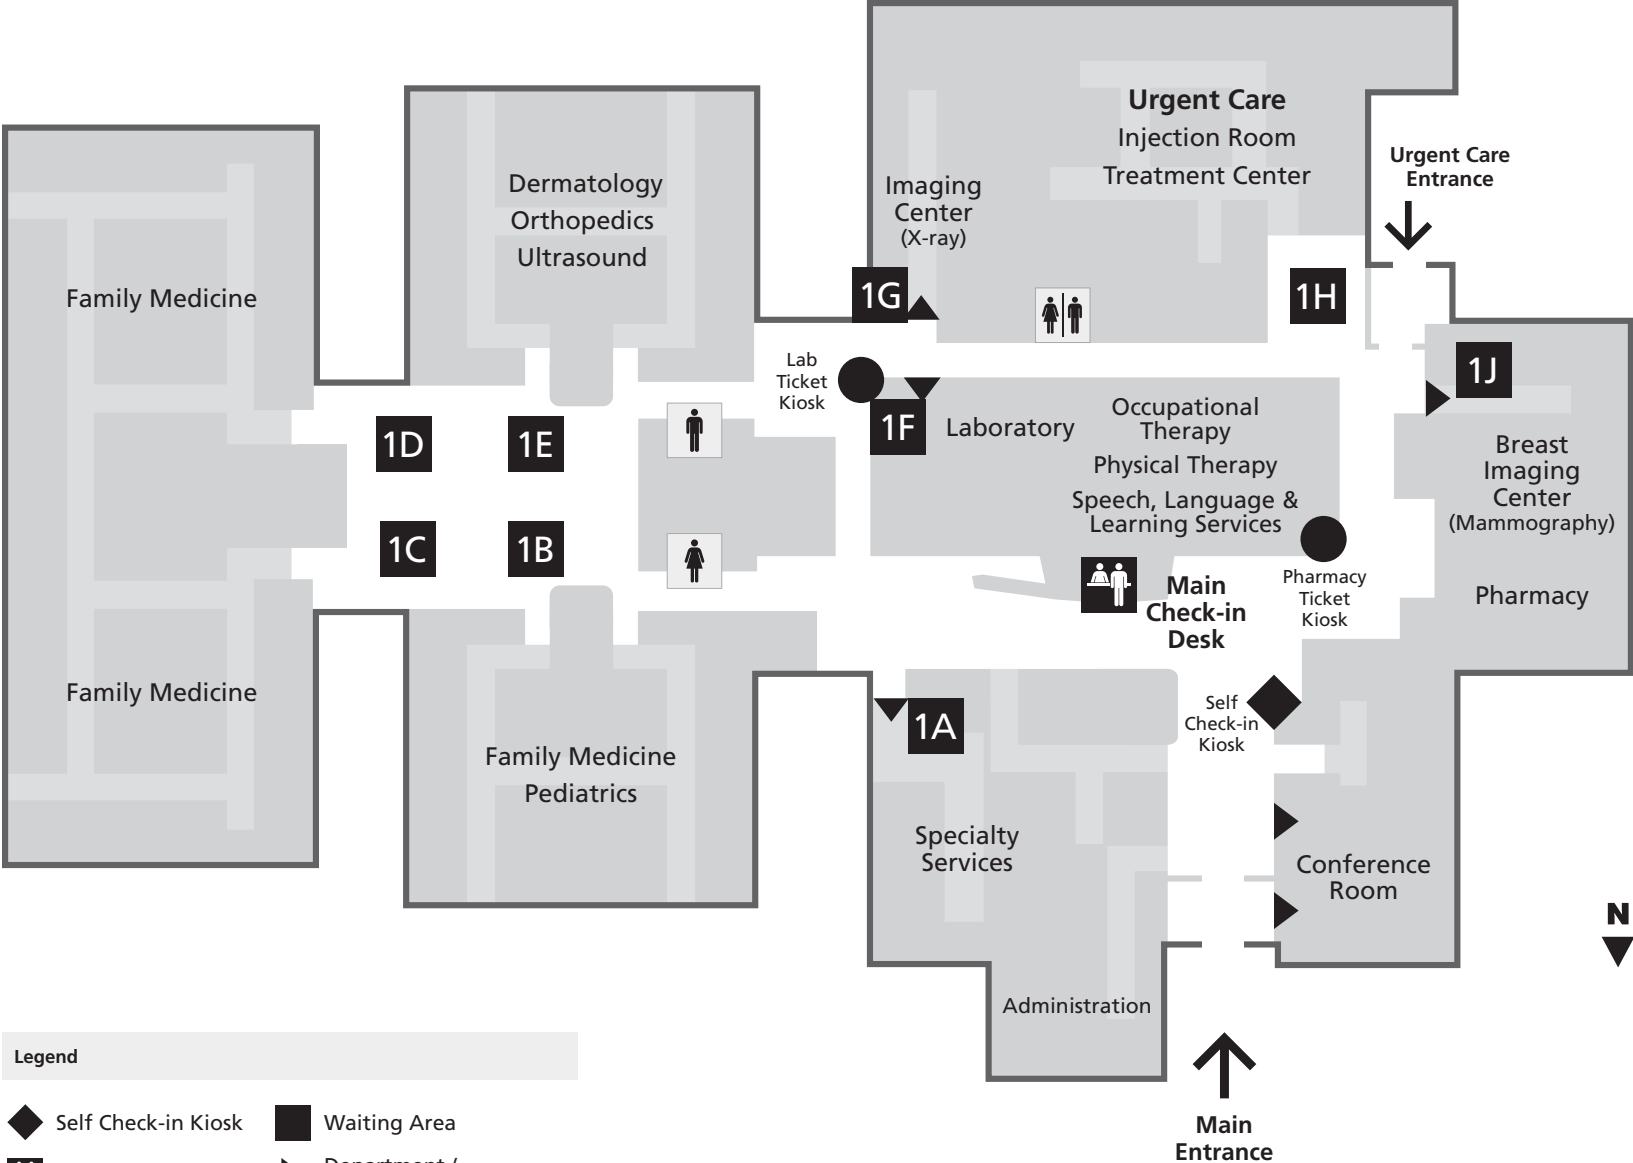 Urgent Care
Injection Room
Treatment Center
Urgent Care
Entrance
Dermatology
Orthopedics
Ultrasound
Imaging
Center
(X-ray)
Family Medicine
1G
1H
Lab
Ticket
Kiosk
1J
1D
1E
1F
Laboratory
Occupational
Therapy
Physical Therapy
Speech, Language &
Learning Services
Breast
Imaging
Center
(Mammography)
1C
1B
Main
Check-in
Desk
Pharmacy
Ticket
Kiosk
Pharmacy
Family Medicine
Self
Check-in
Kiosk
1A
Family Medicine
Pediatrics
Specialty
Services
Conference
Room
N
Administration
Main
Entrance
Legend
Self Check-in Kiosk
Waiting Area
Department /